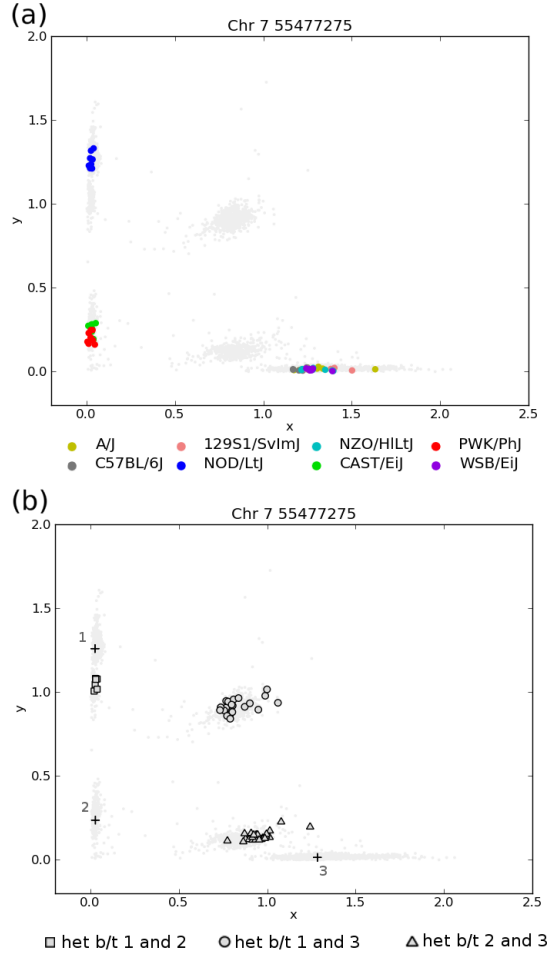 (a)
Chr 7 55477275
2.0
1.5
1.0
0.5
0.0
y
0.0 0.5 1.0 1.5 2.0 2.5
x
A/J 129S1/SvImJ NZO/HILtJ PWK/PhJ
C57BL/6J NOD/LtJ CAST/EiJ WSB/EiJ
(b)
Chr 7 55477275
2.0
1.5
1
1.0
y
0.5
2
0.0
3
0.0 0.5 1.0 1.5 2.0 2.5
x
het b/t 1 and 2 het b/t 1 and 3 het b/t 2 and 3